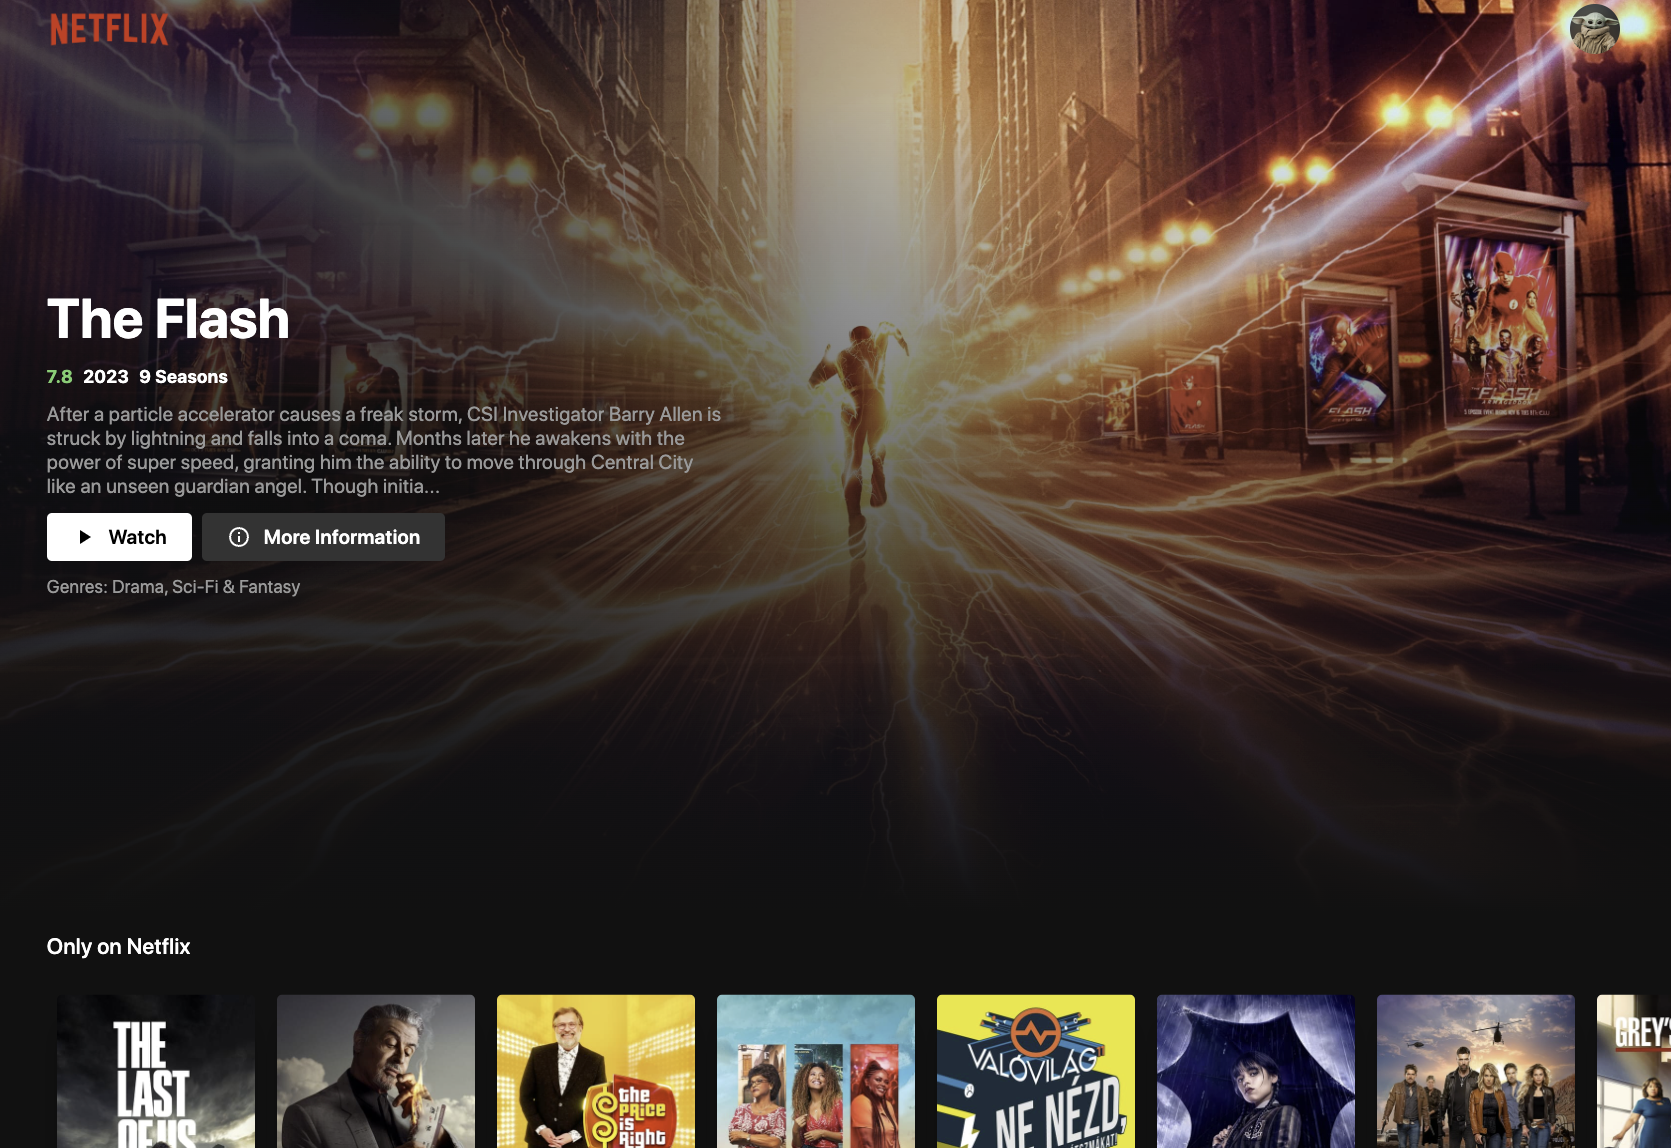 NETFLIX
The Flash
7.8 2023 9 Seasons
After a particle accelerator causes a freak storm, CSI Investigator Barry Allen is
struck by lightning and falls into a coma. Months later he awakens with the
power of super speed, granting him the ability to move through Central City
like an unseen guardian angel. Though initia...
Watch
More Information
Genres: Drama, Sci-Fi & Fantasy
FLASH
FLASH
Only on Netflix
THE
LAST
OF US
the
PRICE
is
Right
VALÓVILÁG
NE NÉZD,
GREY'S